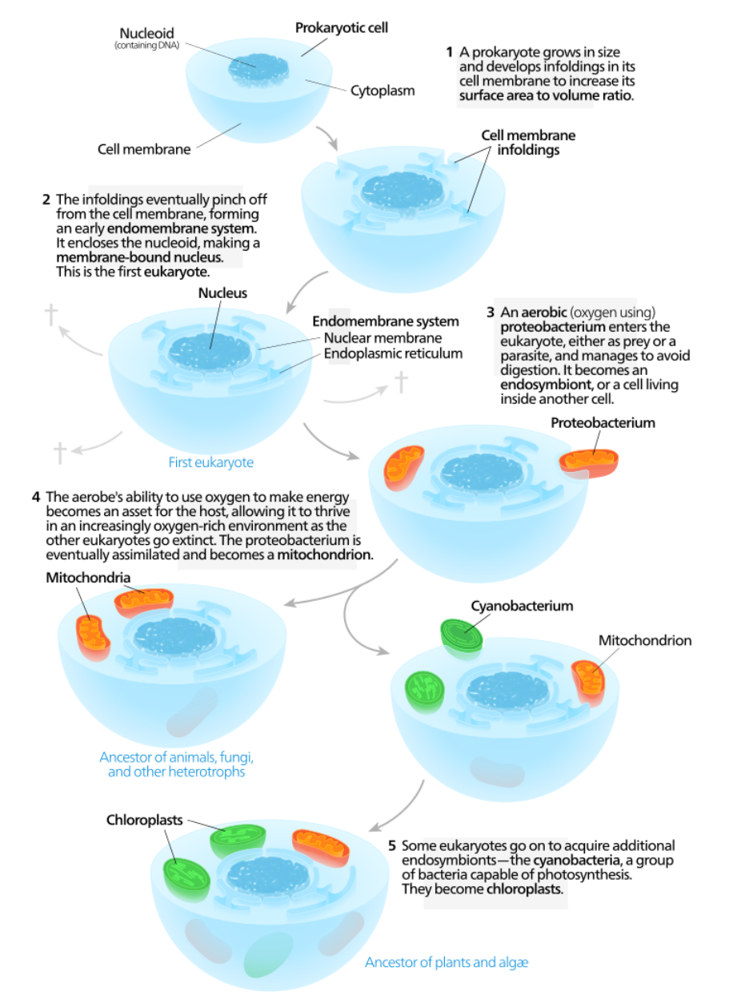 Nucleoid
(containing DNA)
Prokaryotic cell
Cytoplasm
Cell membrane
1 A prokaryote grows in size
and develops infoldings in its
cell membrane to increase its
surface area to volume ratio.
Cell membrane
infoldings
2 The infoldings eventually pinch off
from the cell membrane, forming
an early endomembrane system.
It encloses the nucleoid, making a
membrane-bound nucleus.
This is the first eukaryote.
Nucleus
Endomembrane system
Nuclear membrane
Endoplasmic reticulum
First eukaryote
3 An aerobic (oxygen using)
proteobacterium enters the
eukaryote, either as prey or a
parasite, and manages to avoid
digestion. It becomes an
endosymbiont, or a cell living
inside another cell.
Proteobacterium
4 The aerobe's ability to use oxygen to make energy
becomes an asset for the host, allowing it to thrive
in an increasingly oxygen-rich environment as the
other eukaryotes go extinct. The proteobacterium is
eventually assimilated and becomes a mitochondrion.
Mitochondria
Ancestor of animals, fungi,
and other heterotrophs
Cyanobacterium
Mitochondrion
Chloroplasts
5 Some eukaryotes go on to acquire additional
endosymbionts—the cyanobacteria, a group
of bacteria capable of photosynthesis.
They become chloroplasts.
Ancestor of plants and algæ